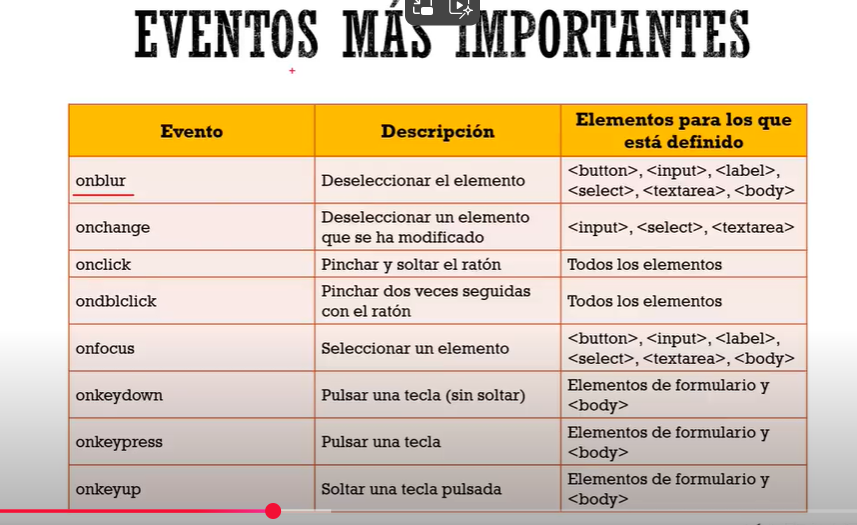 EVENTOS MÁS IMPORTANTES
Evento
Descripción
Elementos para los que
está definido
onblur
Deseleccionar el elemento
<button>, <input>, <label>,
<select>, <textarea>, <body>
onchange
Deseleccionar un elemento
que se ha modificado
<input>, <select>, <textarea>
onclick
Pinchar y soltar el ratón
Todos los elementos
ondblclick
Pinchar dos veces seguidas
con el ratón
Todos los elementos
onfocus
Seleccionar un elemento
<button>, <input>, <label>,
<select>, <textarea>, <body>
onkeydown
Pulsar una tecla (sin soltar)
Elementos de formulario y
<body>
onkeypress
Pulsar una tecla
Elementos de formulario y
<body>
onkeyup
Soltar una tecla pulsada
Elementos de formulario y
<body>